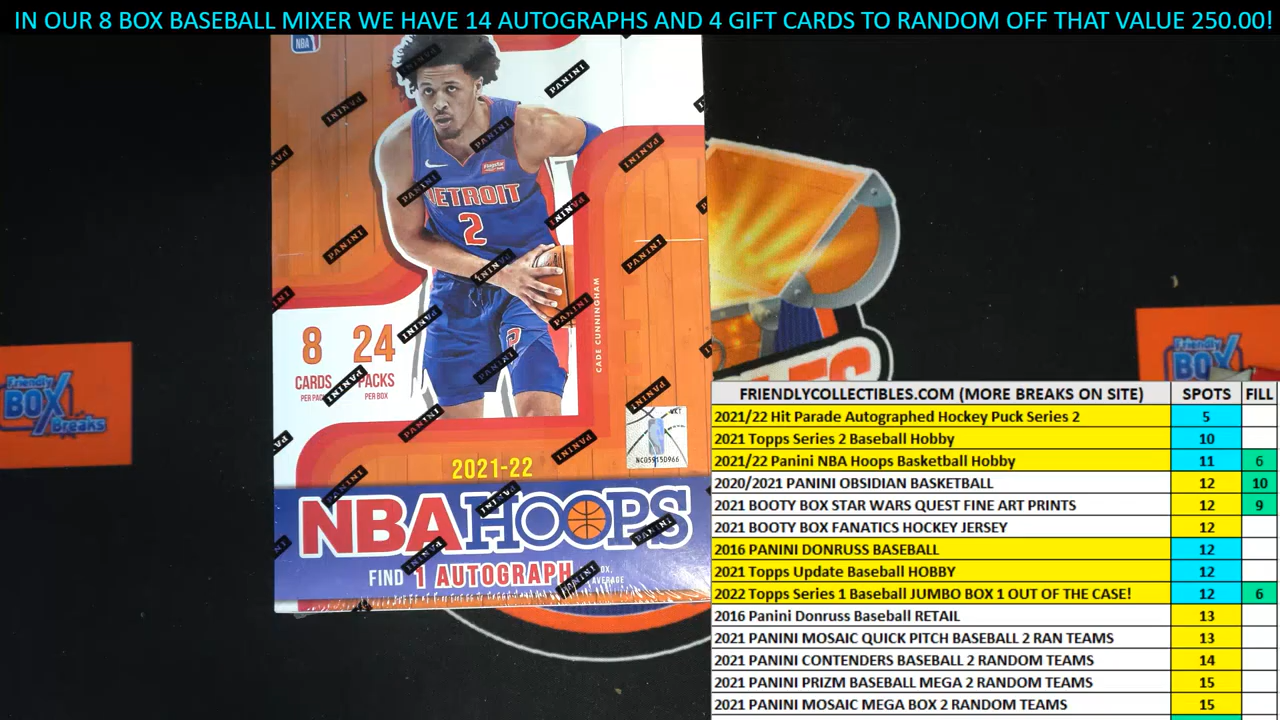 IN OUR 8 BOX BASEBALL MIXER WE HAVE 14 AUTOGRAPHS AND 4 GIFT CARDS TO RANDOM OFF THAT VALUE 250.00!
NBA
PANINI
DETROIT
2
CADE CUNNINGHAM
8 24
CARDS PACKS
PER BOX
2021-22
NBA HOOPS
FIND 1 AUTOGRAPH
AVERAGE
Friendly
BOX
Breaks
Friendly
BOX
FRIENDLYCOLLECTIBLES.COM (MORE BREAKS ON SITE) SPOTS FILL
2021/22 Hit Parade Autographed Hockey Puck Series 2 5
2021 Topps Series 2 Baseball Hobby 10
2021/22 Panini NBA Hoops Basketball Hobby 11 6
2020/2021 PANINI OBSIDIAN BASKETBALL 12 10
2021 BOOTY BOX STAR WARS QUEST FINE ART PRINTS 12 9
2021 BOOTY BOX FANATICS HOCKEY JERSEY 12
2016 PANINI DONRUSS BASEBALL 12
2021 Topps Update Baseball HOBBY 12
2022 Topps Series 1 Baseball JUMBO BOX 1 OUT OF THE CASE! 12 6
2016 Panini Donruss Baseball RETAIL 13
2021 PANINI MOSAIC QUICK PITCH BASEBALL 2 RAN TEAMS 13
2021 PANINI CONTENDERS BASEBALL 2 RANDOM TEAMS 14
2021 PANINI PRIZM BASEBALL MEGA 2 RANDOM TEAMS 15
2021 PANINI MOSAIC MEGA BOX 2 RANDOM TEAMS 15